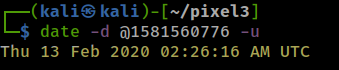 ┌──(kali㉿kali)-[~/pixel3]
└─$ date -d @1581560776 -u
Thu 13 Feb 2020 02:26:16 AM UTC